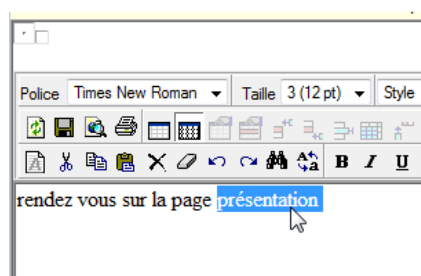 Police Times New Roman Taille 3 (12 pt) Style
B I U
rendez vous sur la page présentation